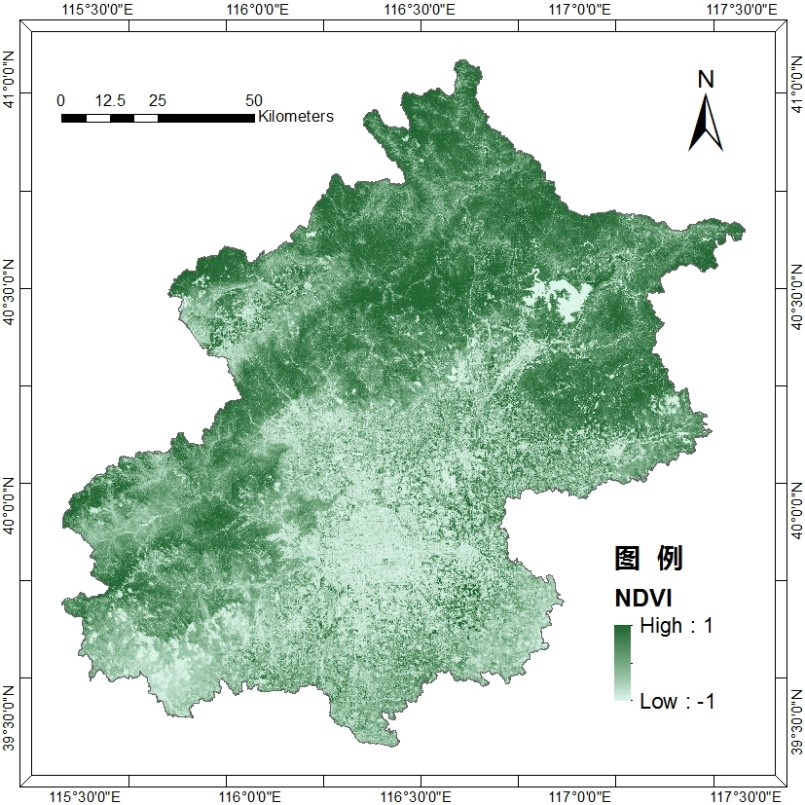 115°30'0"E 116°0'0"E 116°30'0"E 117°0'0"E 117°30'0"E
41°0'0"N
41°0'0"N
N
0 12.5 25 50
Kilometers
40°30'0"N
40°30'0"N
40°0'0"N
40°0'0"N
图 例
NDVI
High : 1
Low : -1
39°30'0"N
39°30'0"N
115°30'0"E 116°0'0"E 116°30'0"E 117°0'0"E 117°30'0"E